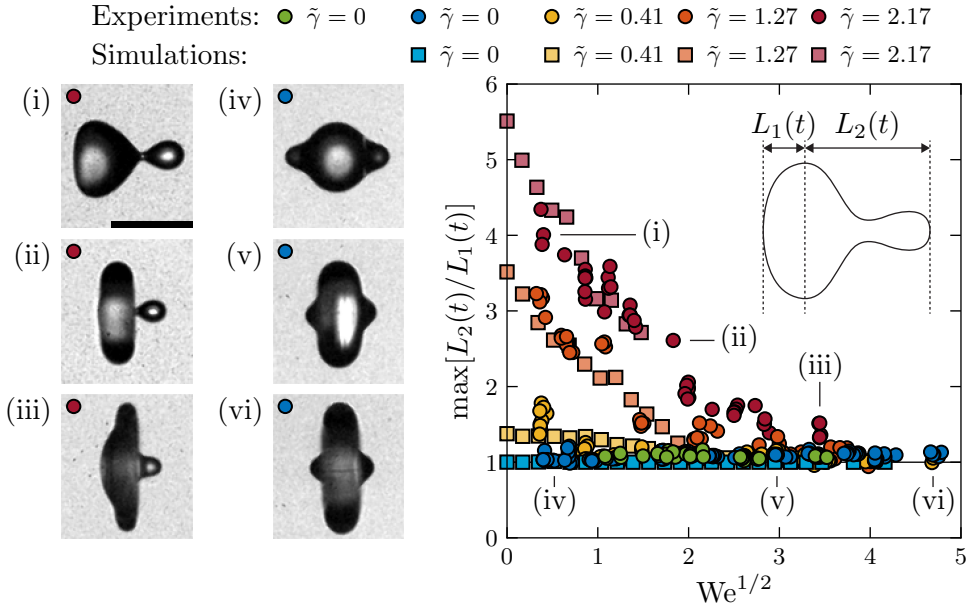 Experiments: γ̃ = 0 γ̃ = 0 γ̃ = 0.41 γ̃ = 1.27 γ̃ = 2.17
Simulations: γ̃ = 0 γ̃ = 0.41 γ̃ = 1.27 γ̃ = 2.17
(i)
(iv)
(ii)
(v)
(iii)
(vi)
max[L₂(t)/L₁(t)]
6
5
4
3
2
1
0
L₁(t) L₂(t)
(i)
(ii)
(iii)
(iv)
(v)
(vi)
0 1 2 3 4 5
We^{1/2}